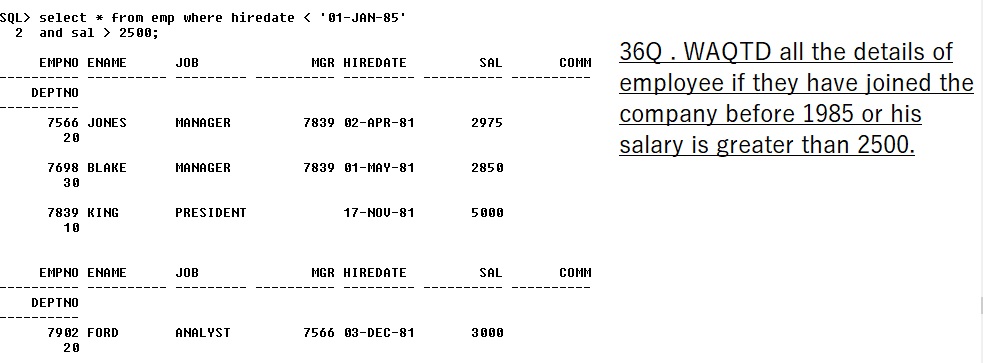 SQL> select * from emp where hiredate < '01-JAN-85'
  2  and sal > 2500;
     EMPNO ENAME      JOB              MGR HIREDATE         SAL       COMM
---------- ---------- --------- ---------- --------- ---------- ----------
    DEPTNO
----------
      7566 JONES      MANAGER         7839 02-APR-81       2975
        20
      7698 BLAKE      MANAGER         7839 01-MAY-81       2850
        30
      7839 KING       PRESIDENT            17-NOV-81       5000
        10
     EMPNO ENAME      JOB              MGR HIREDATE         SAL       COMM
---------- ---------- --------- ---------- --------- ---------- ----------
    DEPTNO
----------
      7902 FORD       ANALYST         7566 03-DEC-81       3000
        20
36Q . WAQTD all the details of
employee if they have joined the
company before 1985 or his
salary is greater than 2500.